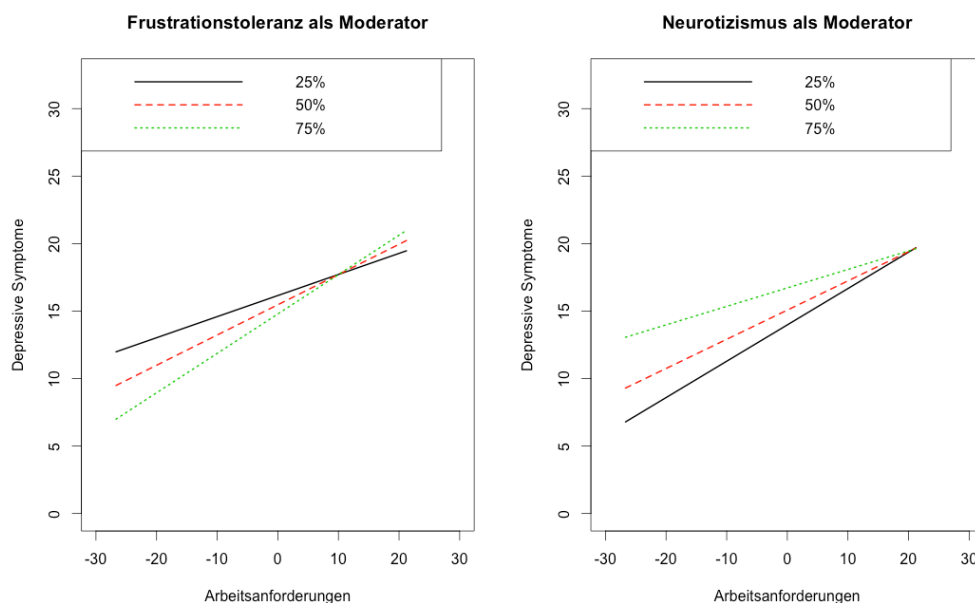 Frustrationstoleranz als Moderator
25%
50%
75%
30
25
20
15
10
5
0
Depressive Symptome
-30 -20 -10 0 10 20 30
Arbeitsanforderungen
Neurotizismus als Moderator
25%
50%
75%
30
25
20
15
10
5
0
Depressive Symptome
-30 -20 -10 0 10 20 30
Arbeitsanforderungen